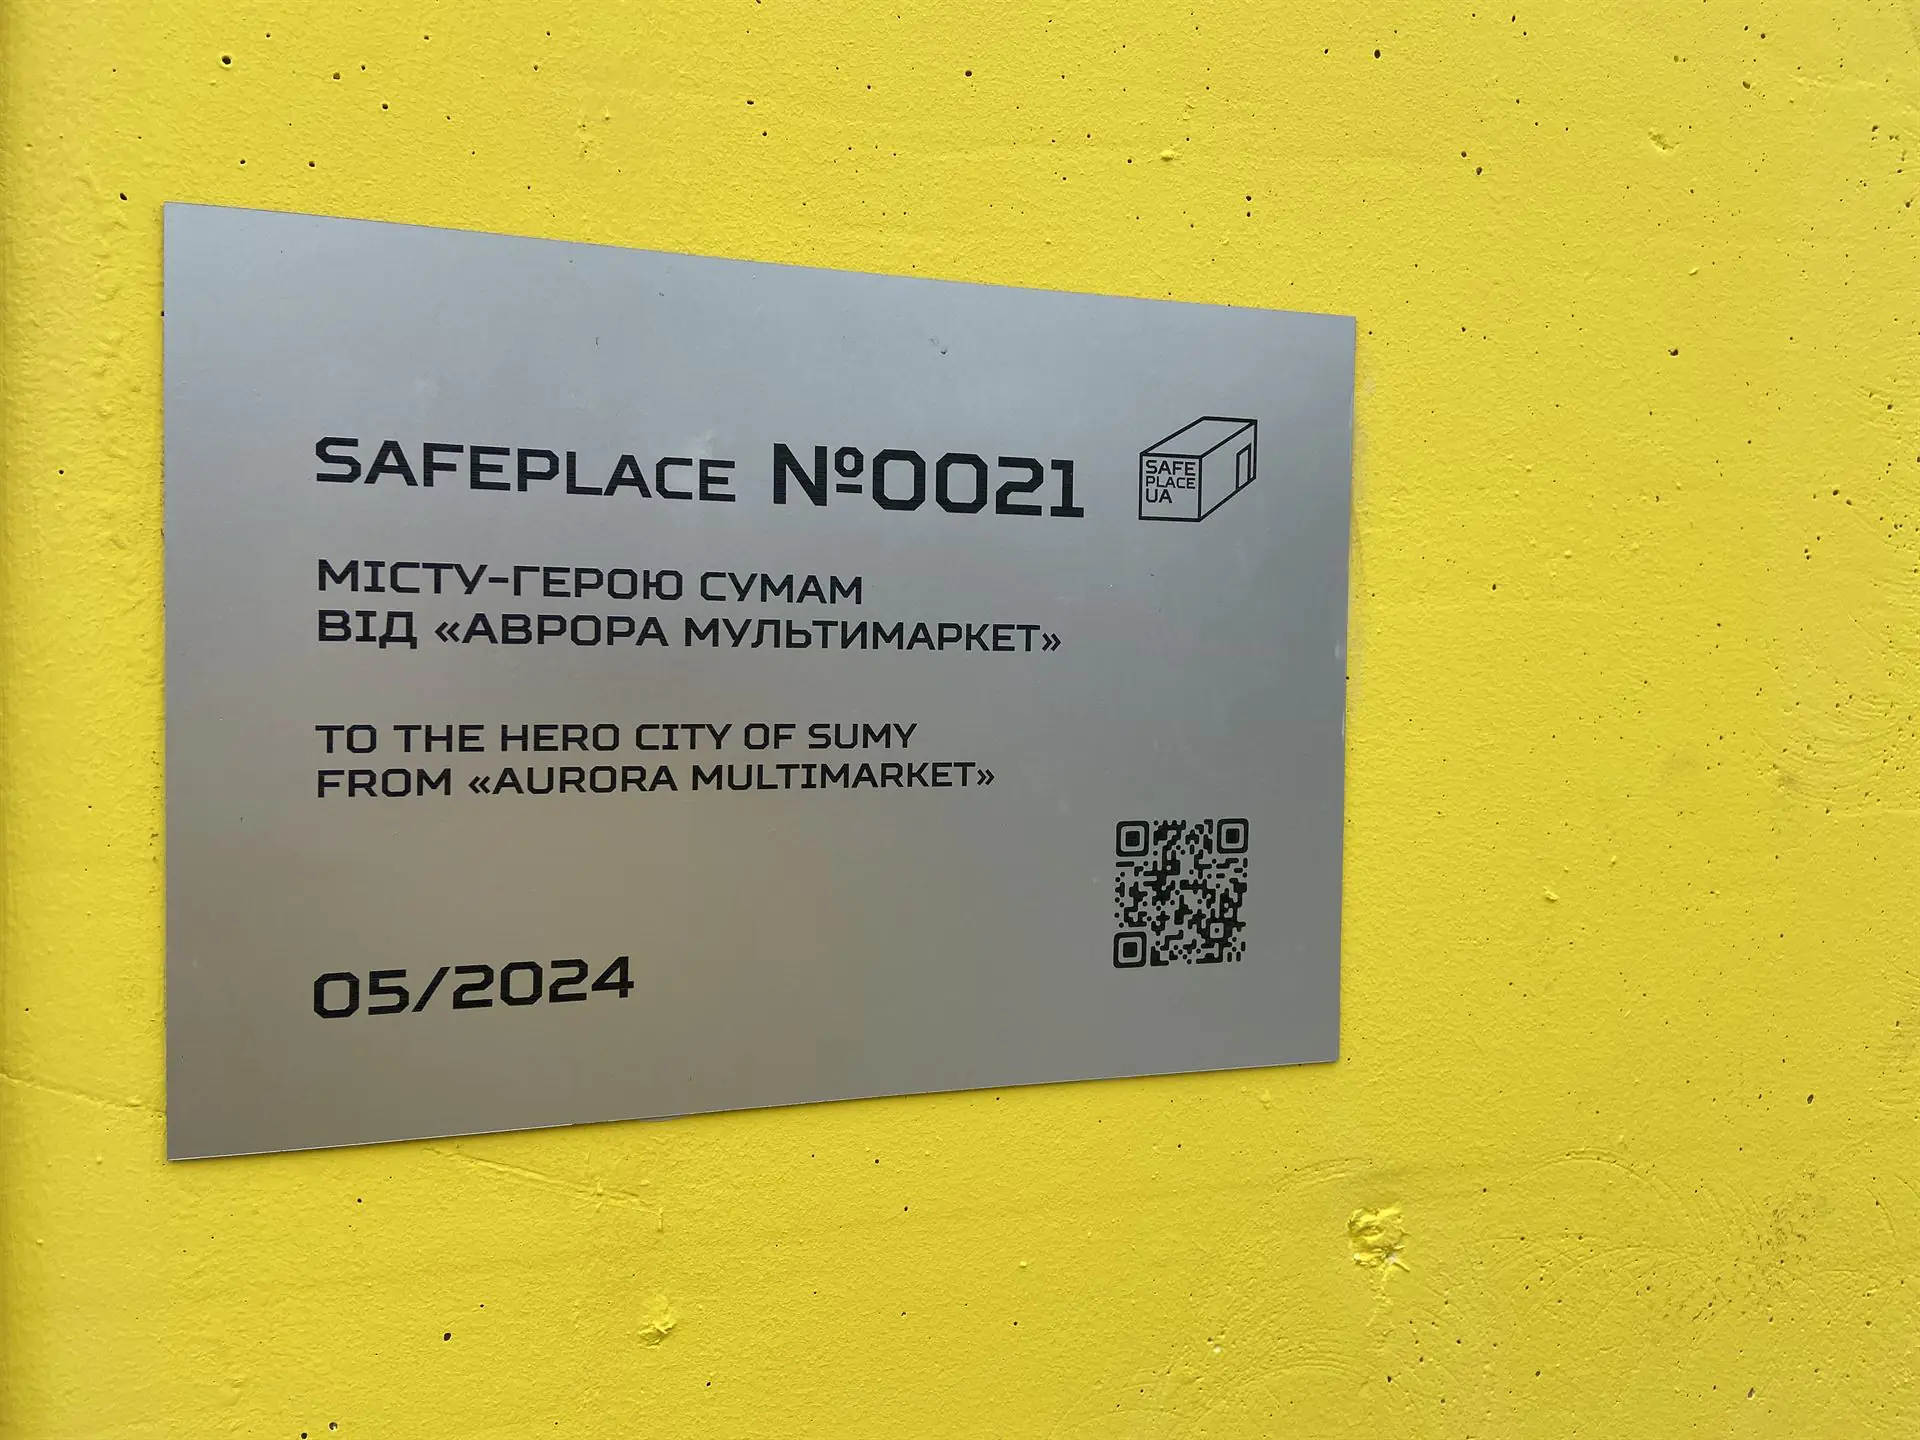 SAFEPLACE №0021
SAFE
PLACE
UA
МІСТУ-ГЕРОЮ СУМАМ
ВІД «АВРОРА МУЛЬТИМАРКЕТ»
TO THE HERO CITY OF SUMY
FROM «AURORA MULTIMARKET»
05/2024